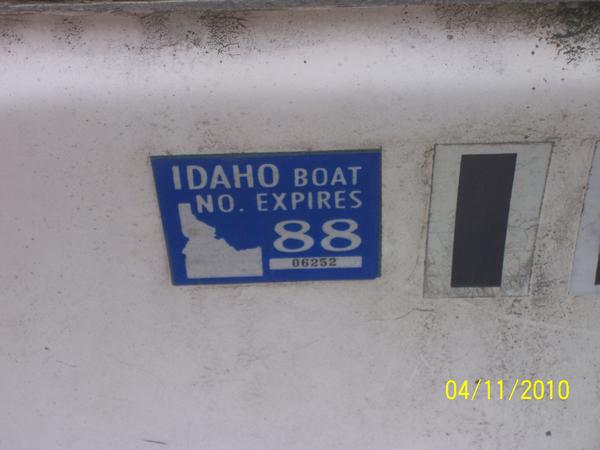 IDAHO BOAT
NO. EXPIRES
88
06252
I
04/11/2010